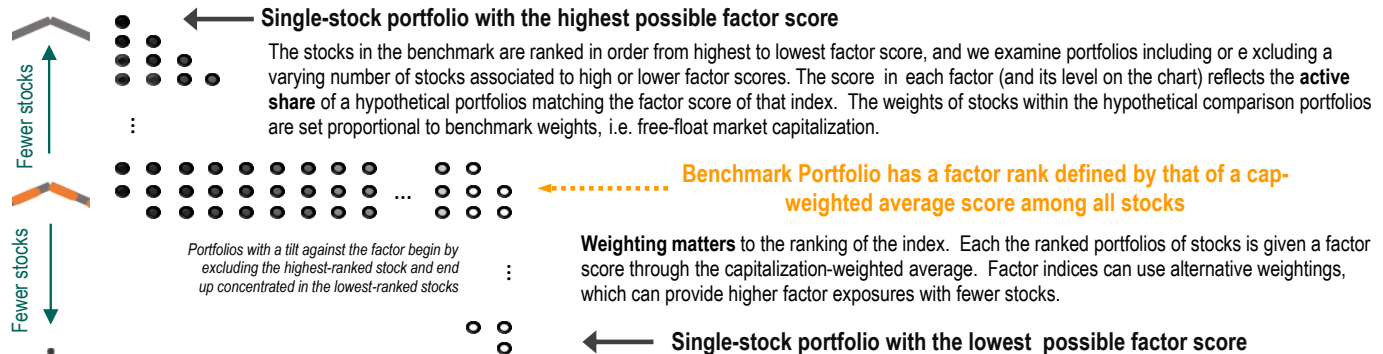 Single-stock portfolio with the highest possible factor score
The stocks in the benchmark are ranked in order from highest to lowest factor score, and we examine portfolios including or e xcluding a
varying number of stocks associated to high or lower factor scores. The score in each factor (and its level on the chart) reflects the active
share of a hypothetical portfolios matching the factor score of that index. The weights of stocks within the hypothetical comparison portfolios
are set proportional to benchmark weights, i.e. free-float market capitalization.
Fewer stocks
⋮
...
Benchmark Portfolio has a factor rank defined by that of a cap-
weighted average score among all stocks
Portfolios with a tilt against the factor begin by
excluding the highest-ranked stock and end
up concentrated in the lowest-ranked stocks
⋮
Weighting matters to the ranking of the index. Each the ranked portfolios of stocks is given a factor
score through the capitalization-weighted average. Factor indices can use alternative weightings,
which can provide higher factor exposures with fewer stocks.
Fewer stocks
Single-stock portfolio with the lowest possible factor score